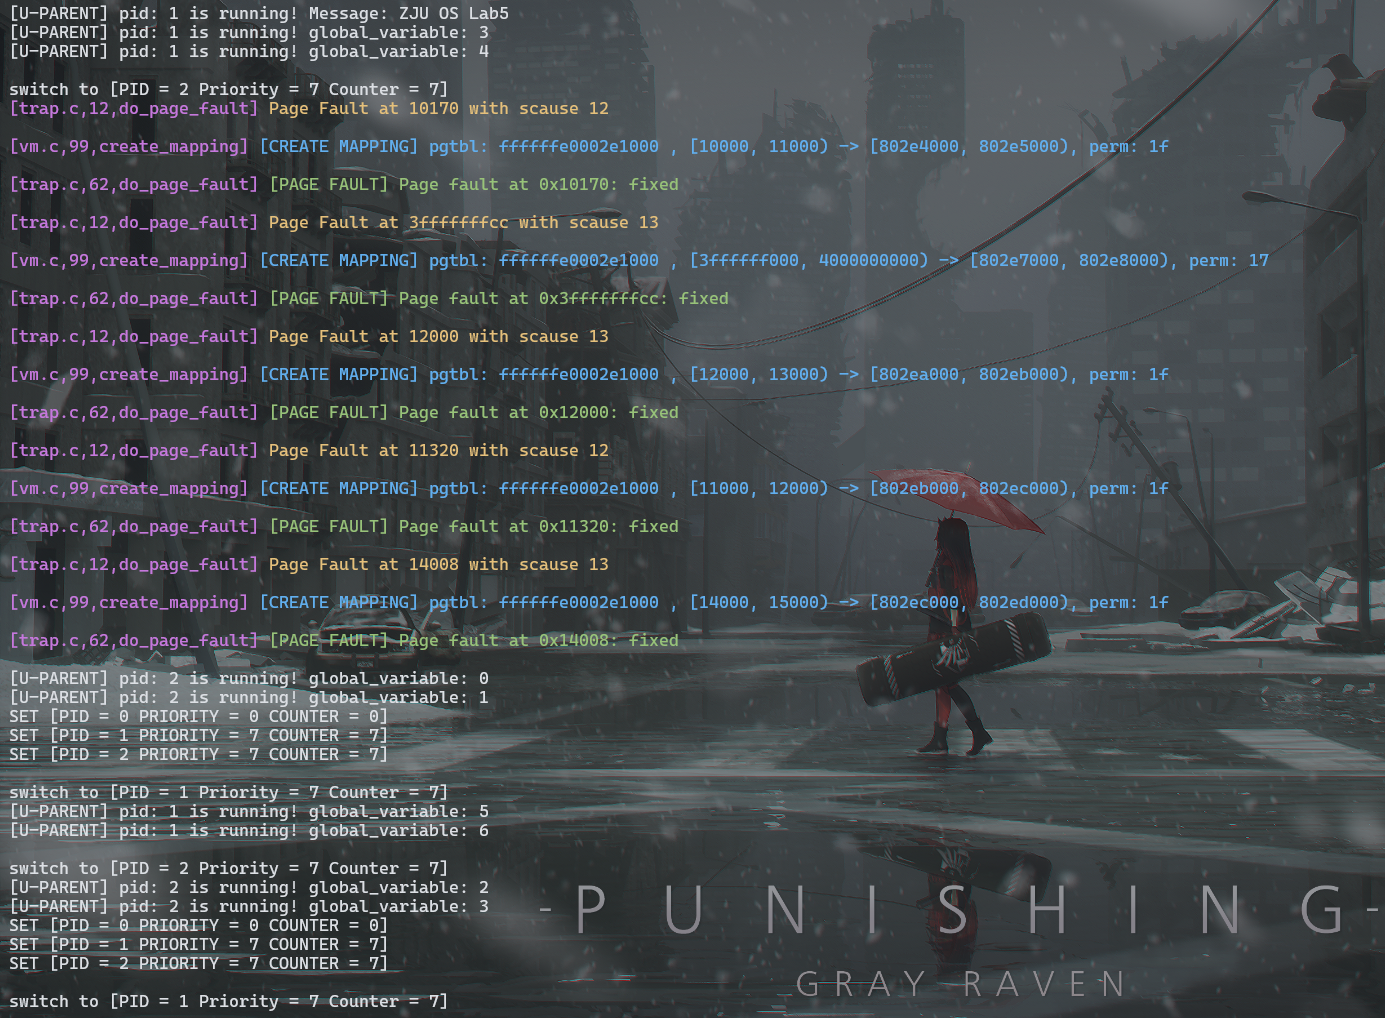 [U-PARENT] pid: 1 is running! Message: ZJU OS Lab5
[U-PARENT] pid: 1 is running! global_variable: 3
[U-PARENT] pid: 1 is running! global_variable: 4
switch to [PID = 2 Priority = 7 Counter = 7]
[trap.c,12,do_page_fault] Page Fault at 10170 with scause 12
[vm.c,99,create_mapping] [CREATE MAPPING] pgtbl: ffffffe0002e1000 , [10000, 11000) -> [802e4000, 802e5000), perm: 1f
[trap.c,62,do_page_fault] [PAGE FAULT] Page fault at 0x10170: fixed
[trap.c,12,do_page_fault] Page Fault at 3fffffffcc with scause 13
[vm.c,99,create_mapping] [CREATE MAPPING] pgtbl: ffffffe0002e1000 , [3ffffff000, 4000000000) -> [802e7000, 802e8000), perm: 17
[trap.c,62,do_page_fault] [PAGE FAULT] Page fault at 0x3fffffffcc: fixed
[trap.c,12,do_page_fault] Page Fault at 12000 with scause 13
[vm.c,99,create_mapping] [CREATE MAPPING] pgtbl: ffffffe0002e1000 , [12000, 13000) -> [802ea000, 802eb000), perm: 1f
[trap.c,62,do_page_fault] [PAGE FAULT] Page fault at 0x12000: fixed
[trap.c,12,do_page_fault] Page Fault at 11320 with scause 12
[vm.c,99,create_mapping] [CREATE MAPPING] pgtbl: ffffffe0002e1000 , [11000, 12000) -> [802eb000, 802ec000), perm: 1f
[trap.c,62,do_page_fault] [PAGE FAULT] Page fault at 0x11320: fixed
[trap.c,12,do_page_fault] Page Fault at 14008 with scause 13
[vm.c,99,create_mapping] [CREATE MAPPING] pgtbl: ffffffe0002e1000 , [14000, 15000) -> [802ec000, 802ed000), perm: 1f
[trap.c,62,do_page_fault] [PAGE FAULT] Page fault at 0x14008: fixed
[U-PARENT] pid: 2 is running! global_variable: 0
[U-PARENT] pid: 2 is running! global_variable: 1
SET [PID = 0 PRIORITY = 0 COUNTER = 0]
SET [PID = 1 PRIORITY = 7 COUNTER = 7]
SET [PID = 2 PRIORITY = 7 COUNTER = 7]
switch to [PID = 1 Priority = 7 Counter = 7]
[U-PARENT] pid: 1 is running! global_variable: 5
[U-PARENT] pid: 1 is running! global_variable: 6
switch to [PID = 2 Priority = 7 Counter = 7]
[U-PARENT] pid: 2 is running! global_variable: 2
[U-PARENT] pid: 2 is running! global_variable: 3
SET [PID = 0 PRIORITY = 0 COUNTER = 0]
SET [PID = 1 PRIORITY = 7 COUNTER = 7]
SET [PID = 2 PRIORITY = 7 COUNTER = 7]
switch to [PID = 1 Priority = 7 Counter = 7]
-PUNISHING-
GRAY RAVEN